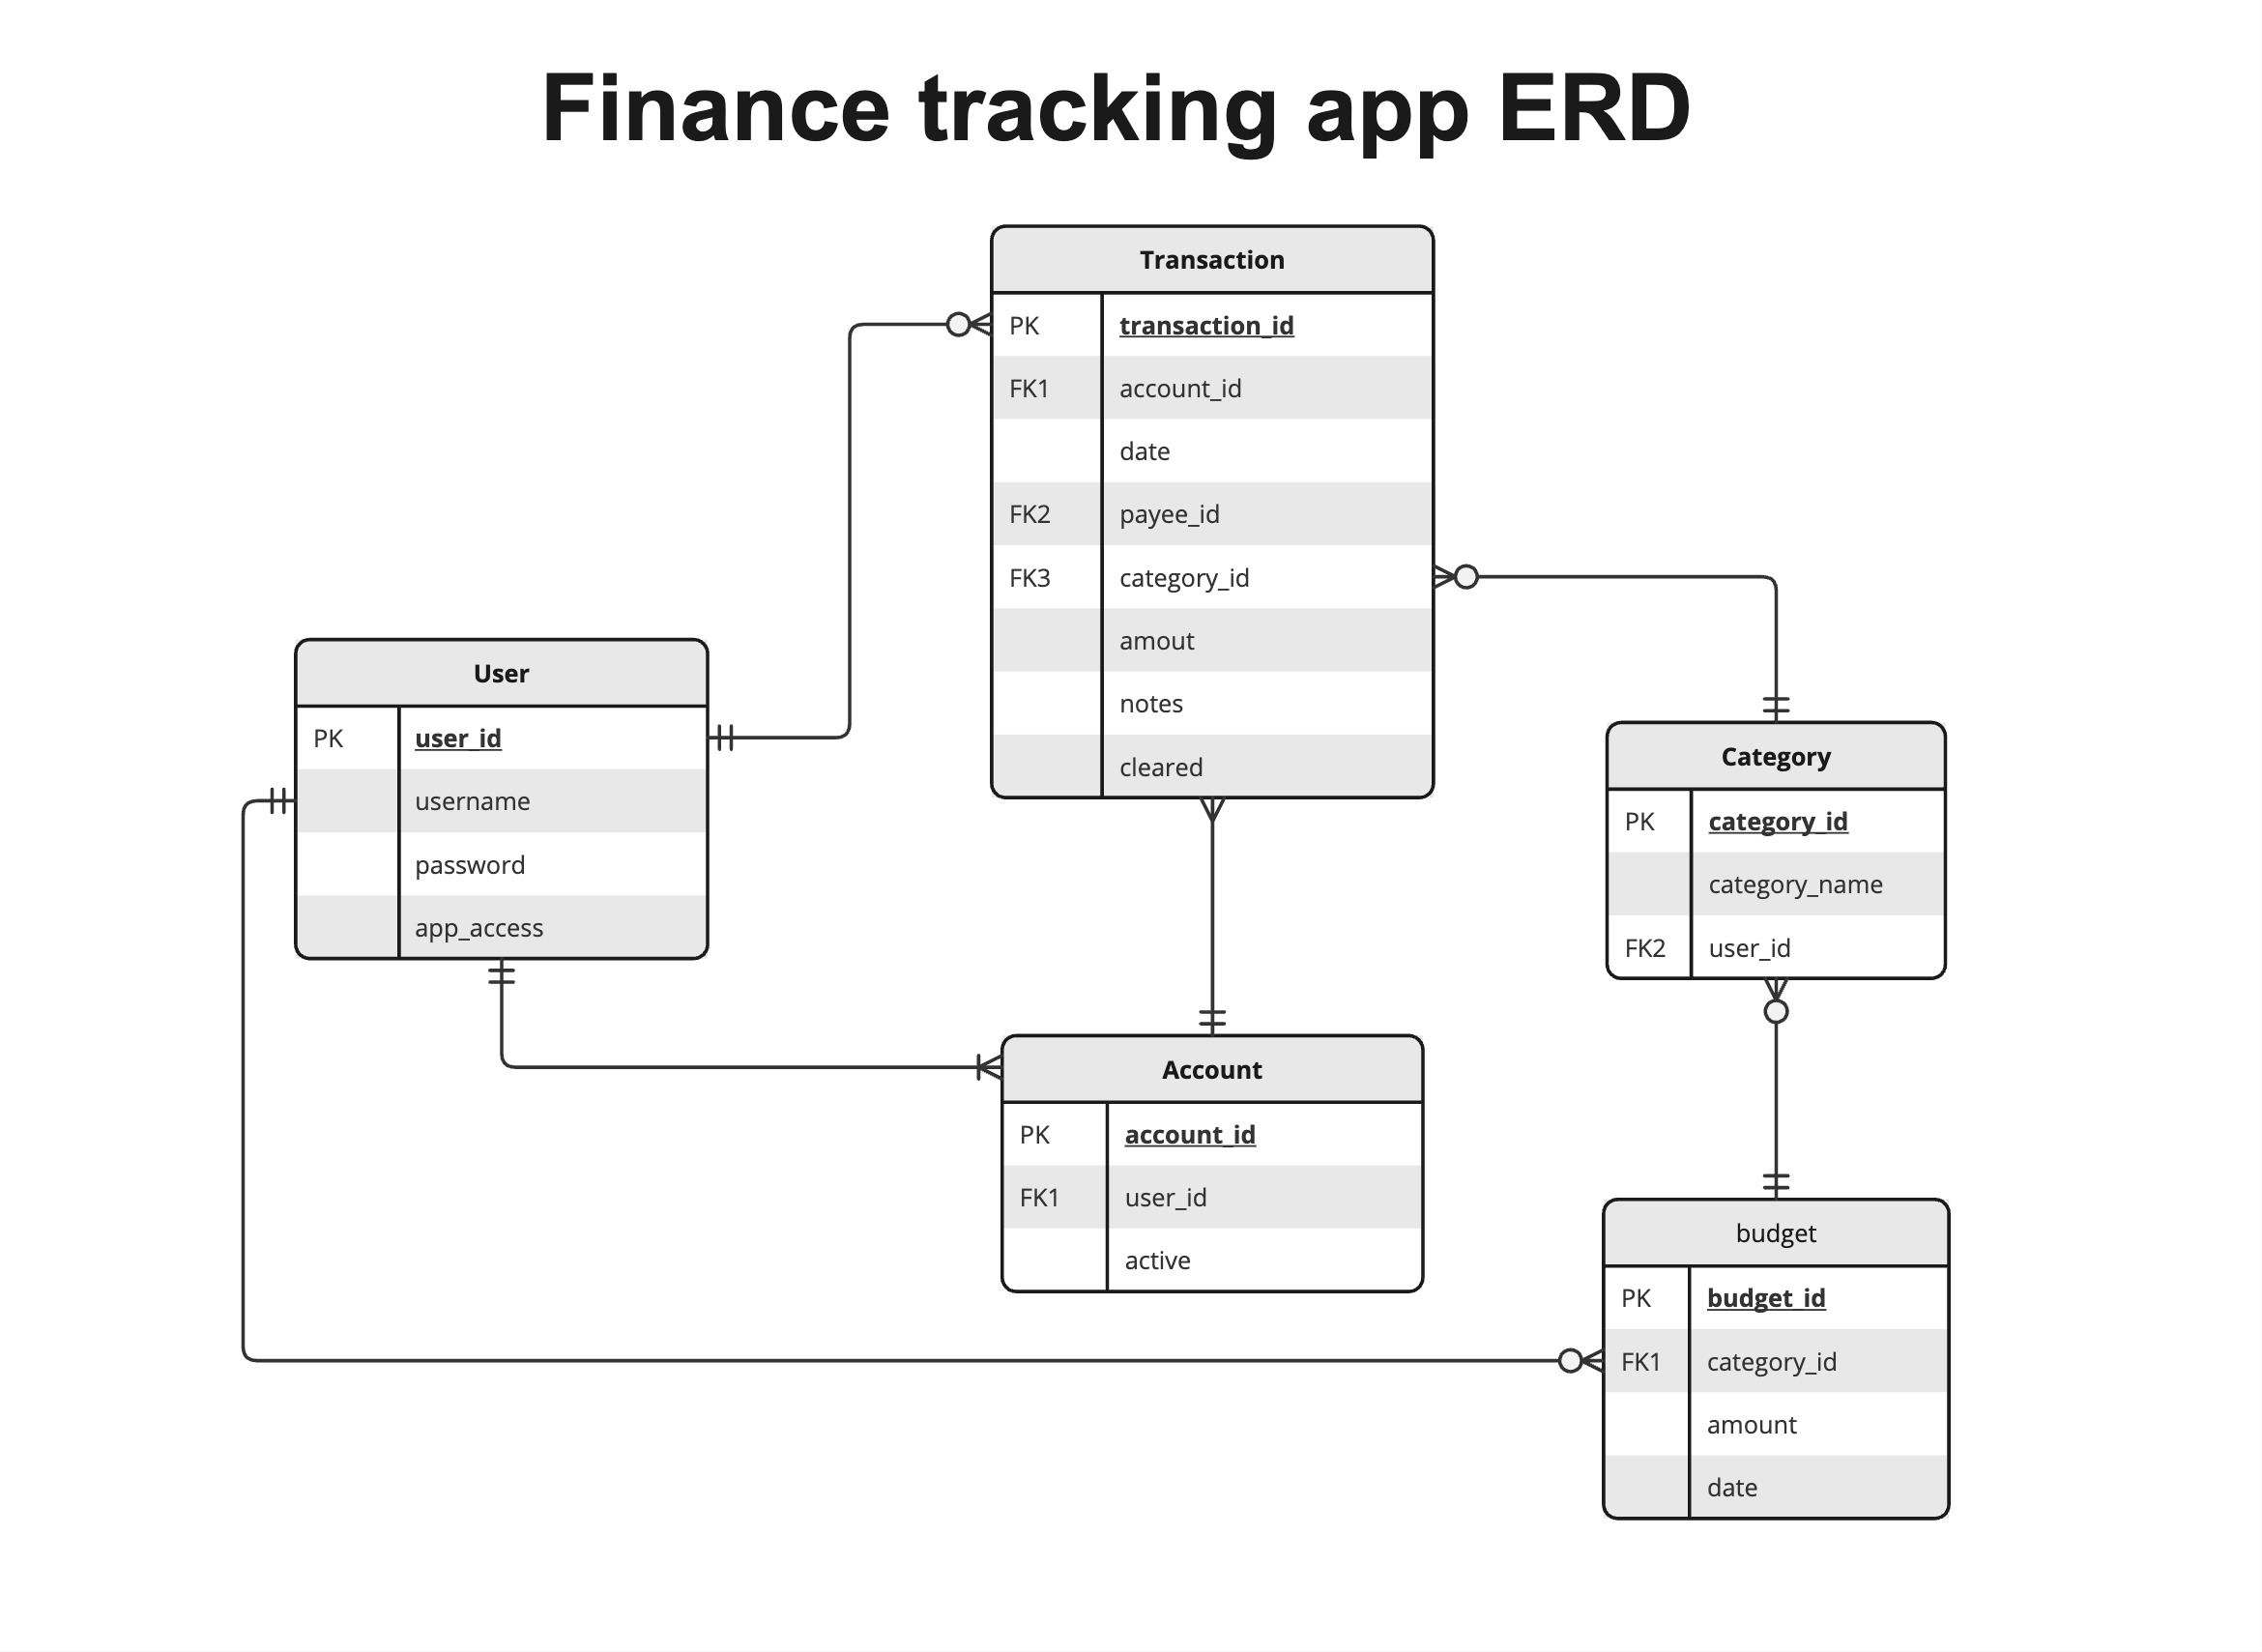 Finance tracking app ERD
Transaction
PK transaction_id
FK1 account_id
date
FK2 payee_id
FK3 category_id
amout
notes
cleared
User
PK user_id
username
password
app_access
Category
PK category_id
category_name
FK2 user_id
Account
PK account_id
FK1 user_id
active
budget
PK budget_id
FK1 category_id
amount
date